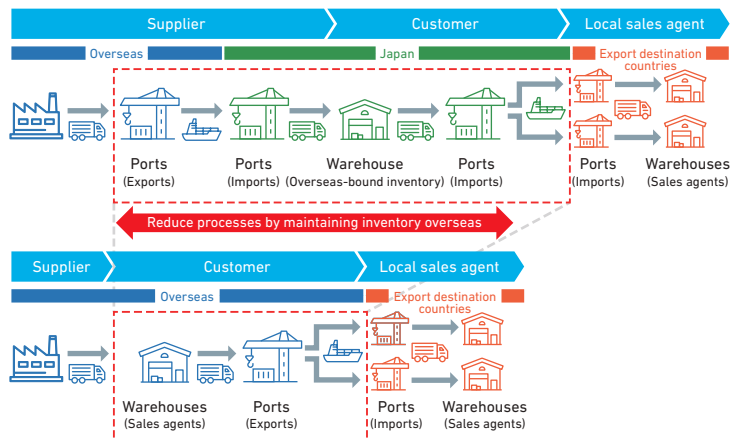 Supplier
Customer
Local sales agent
Overseas
Japan
Export destination
countries
Ports
(Exports)
Ports
(Imports)
Warehouse
(Overseas-bound inventory)
Ports
(Imports)
Ports
(Imports)
Warehouses
(Sales agents)
Reduce processes by maintaining inventory overseas
Supplier
Customer
Local sales agent
Overseas
Export destination
countries
Warehouses
(Sales agents)
Ports
(Exports)
Ports
(Imports)
Warehouses
(Sales agents)